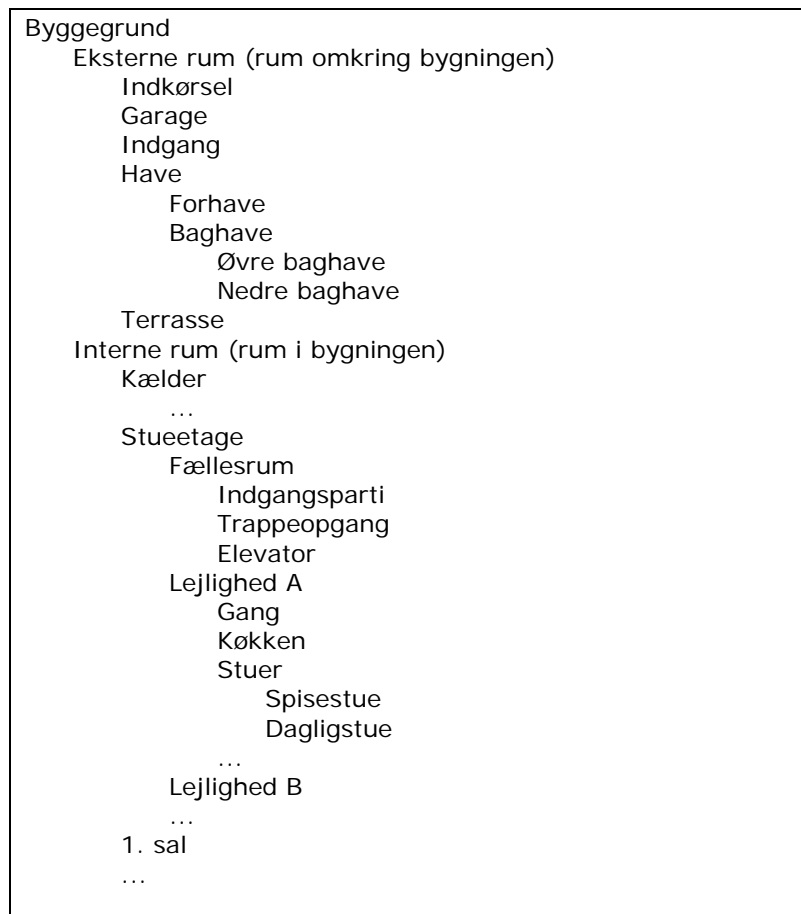 Byggegrund
Eksterne rum (rum omkring bygningen)
Indkørsel
Garage
Indgang
Have
Forhave
Baghave
Øvre baghave
Nedre baghave
Terrasse
Interne rum (rum i bygningen)
Kælder
...
Stueetage
Fællesrum
Indgangsparti
Trappeopgang
Elevator
Lejlighed A
Gang
Køkken
Stuer
Spisestue
Dagligstue
...
Lejlighed B
...
1. sal
...